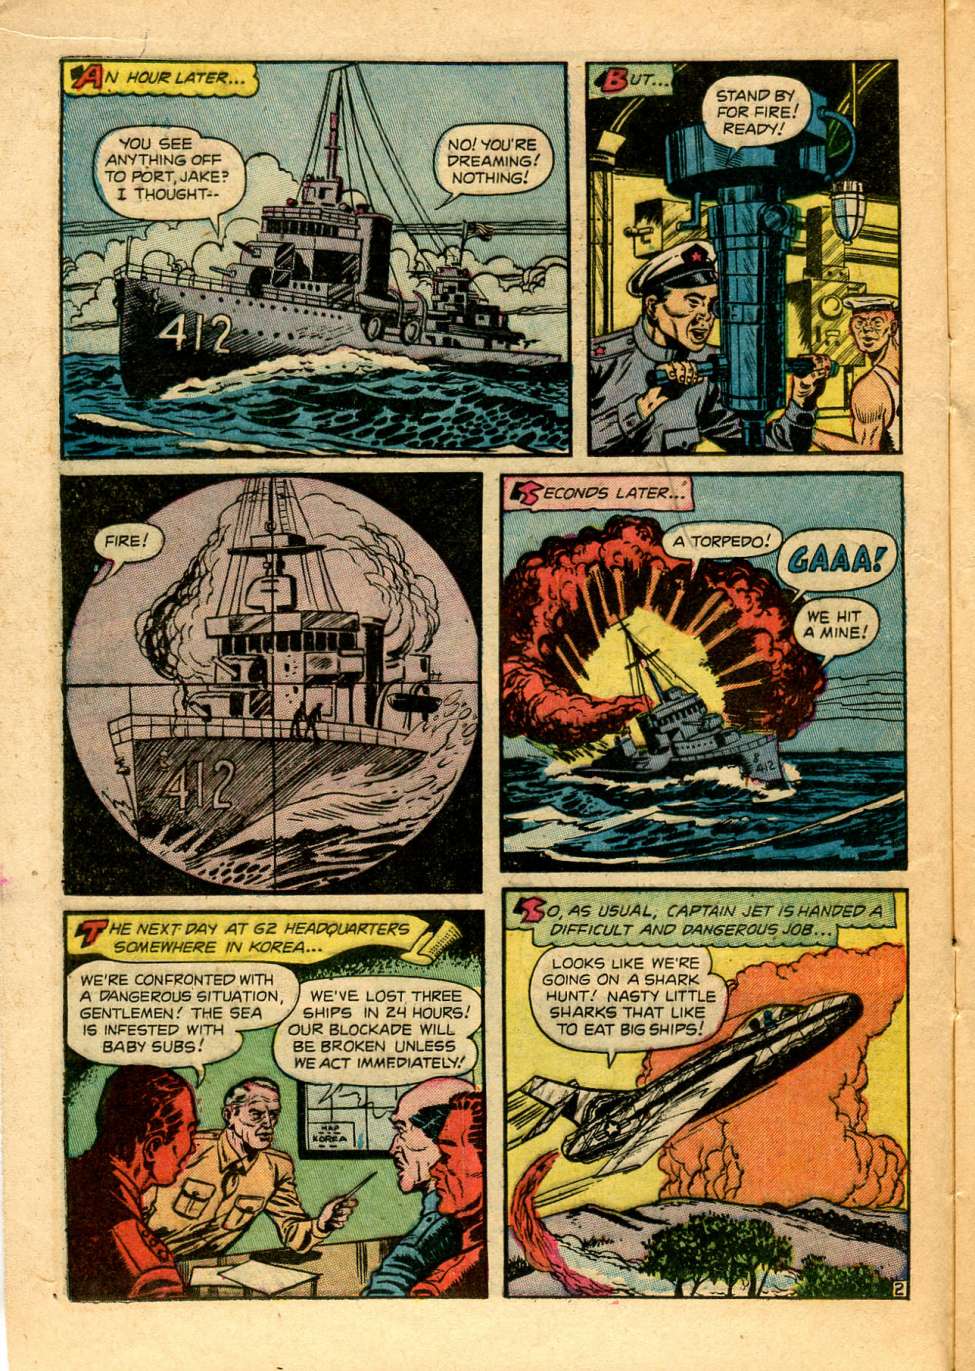 AN HOUR LATER...
YOU SEE
ANYTHING OFF
TO PORT, JAKE?
I THOUGHT--
NO! YOU'RE
DREAMING!
NOTHING!
412
BUT...
STAND BY
FOR FIRE!
READY!
FIRE!
412
SECONDS LATER...
A TORPEDO!
GAAA!
WE HIT
A MINE!
412
THE NEXT DAY AT G2 HEADQUARTERS
SOMEWHERE IN KOREA...
WE'RE CONFRONTED WITH
A DANGEROUS SITUATION,
GENTLEMEN! THE SEA
IS INFESTED WITH
BABY SUBS!
WE'VE LOST THREE
SHIPS IN 24 HOURS!
OUR BLOCKADE WILL
BE BROKEN UNLESS
WE ACT IMMEDIATELY!
MAP
KOREA
SO, AS USUAL, CAPTAIN JET IS HANDED A
DIFFICULT AND DANGEROUS JOB...
LOOKS LIKE WE'RE
GOING ON A SHARK
HUNT! NASTY LITTLE
SHARKS THAT LIKE
TO EAT BIG SHIPS!
2